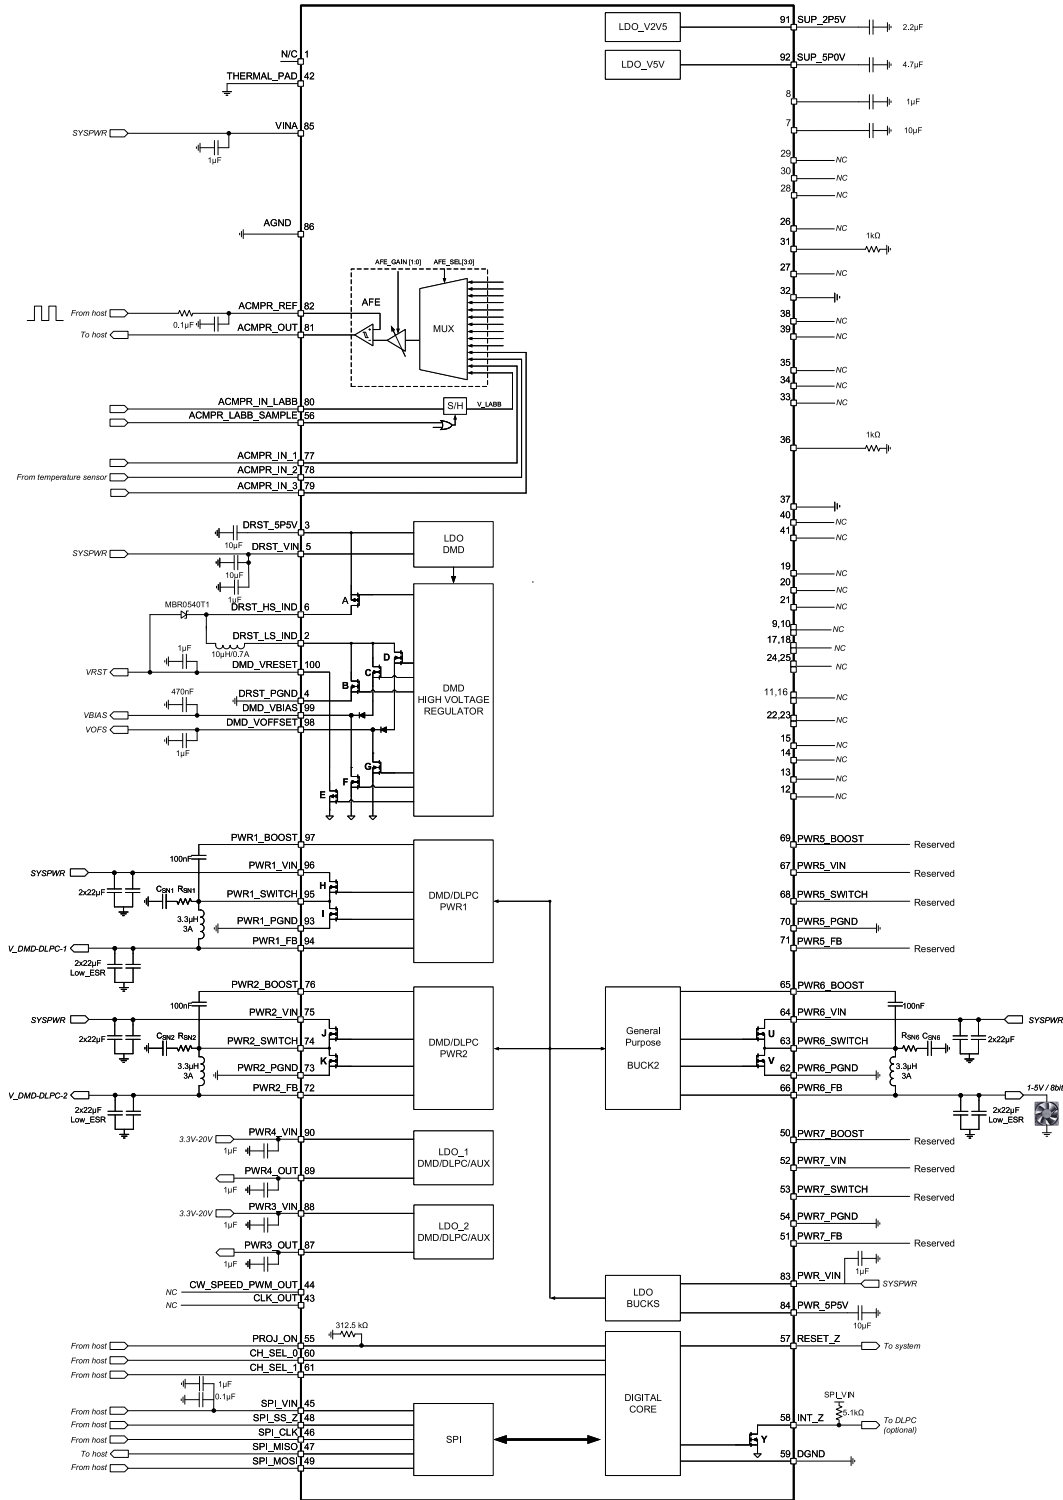 LDO_V2V5
91 SUP_2P5V
2.2µF
N/C 1
LDO_V5V
92 SUP_5P0V
4.7µF
THERMAL_PAD 42
8
1µF
SYSPWR
VINA 85
1µF
7
10µF
29
NC
30
NC
28
NC
AGND 86
26
NC
31
1kΩ
27
NC
32
38
NC
39
NC
35
NC
34
NC
33
NC
36
1kΩ
37
40
NC
41
NC
19
NC
20
NC
21
NC
9,10
NC
17,18
NC
24,25
NC
11,16
NC
22,23
NC
15
NC
14
NC
13
NC
12
NC
AFE_GAIN [1:0]
AFE_SEL[3:0]
AFE
MUX
From host
ACMPR_REF 82
0.1µF
To host
ACMPR_OUT 81
ACMPR_IN_LABB 80
S/H
V_LABB
ACMPR_LABB_SAMPLE 56
ACMPR_IN_1 77
From temperature sensor
ACMPR_IN_2 78
ACMPR_IN_3 79
DRST_5P5V 3
10µF
LDO
DMD
SYSPWR
DRST_VIN 5
10µF
1µF
A
MBR0540T1
DRST_HS_IND 6
DRST_LS_IND 2
10µH/0.7A
1µF
VRST
DMD_VRESET 100
D
C
B
DMD
HIGH VOLTAGE
REGULATOR
470nF
DRST_PGND 4
VBIAS
DMD_VBIAS 99
VOFS
DMD_VOFFSET 98
1µF
G
F
E
PWR1_BOOST 97
100nF
SYSPWR
PWR1_VIN 96
2x22µF
CSN1 RSN1
H
PWR1_SWITCH 95
DMD/DLPC
PWR1
I
3.3µH
3A
PWR1_PGND 93
V_DMD-DLPC-1
PWR1_FB 94
2x22µF
Low_ESR
69 PWR5_BOOST
Reserved
67 PWR5_VIN
Reserved
68 PWR5_SWITCH
Reserved
70 PWR5_PGND
71 PWR5_FB
Reserved
PWR2_BOOST 76
100nF
SYSPWR
PWR2_VIN 75
2x22µF
CSN2 RSN2
J
PWR2_SWITCH 74
DMD/DLPC
PWR2
K
3.3µH
3A
PWR2_PGND 73
V_DMD-DLPC-2
PWR2_FB 72
2x22µF
Low_ESR
General
Purpose
BUCK2
65 PWR6_BOOST
100nF
64 PWR6_VIN
SYSPWR
U
63 PWR6_SWITCH
RSN6 CSN6
2x22µF
V
62 PWR6_PGND
3.3µH
3A
66 PWR6_FB
1-5V / 8bit
2x22µF
Low_ESR
3.3V-20V
PWR4_VIN 90
1µF
LDO_1
DMD/DLPC/AUX
PWR4_OUT 89
1µF
50 PWR7_BOOST
Reserved
52 PWR7_VIN
Reserved
53 PWR7_SWITCH
Reserved
54 PWR7_PGND
51 PWR7_FB
Reserved
3.3V-20V
PWR3_VIN 88
1µF
LDO_2
DMD/DLPC/AUX
PWR3_OUT 87
1µF
NC
CW_SPEED_PWM_OUT 44
NC
CLK_OUT 43
LDO
BUCKS
83 PWR_VIN
1µF
SYSPWR
84 PWR_5P5V
10µF
312.5 kΩ
From host
PROJ_ON 55
From host
CH_SEL_0 60
From host
CH_SEL_1 61
DIGITAL
CORE
57 RESET_Z
To system
1µF
0.1µF
From host
SPI_VIN 45
From host
SPI_SS_Z 48
From host
SPI_CLK 46
To host
SPI_MISO 47
From host
SPI_MOSI 49
SPI
SPI_VIN
5.1kΩ
58 INT_Z
To DLPC
(optional)
Y
59 DGND